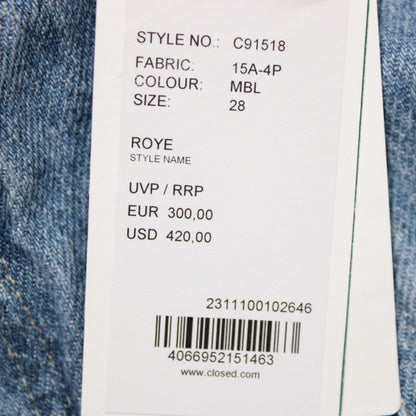 STYLE NO.: C91518
FABRIC: 15A-4P
COLOUR: MBL
SIZE: 28
ROYE
STYLE NAME
UVP / RRP
EUR 300,00
USD 420,00
2311100102646
4066952151463
www.closed.com